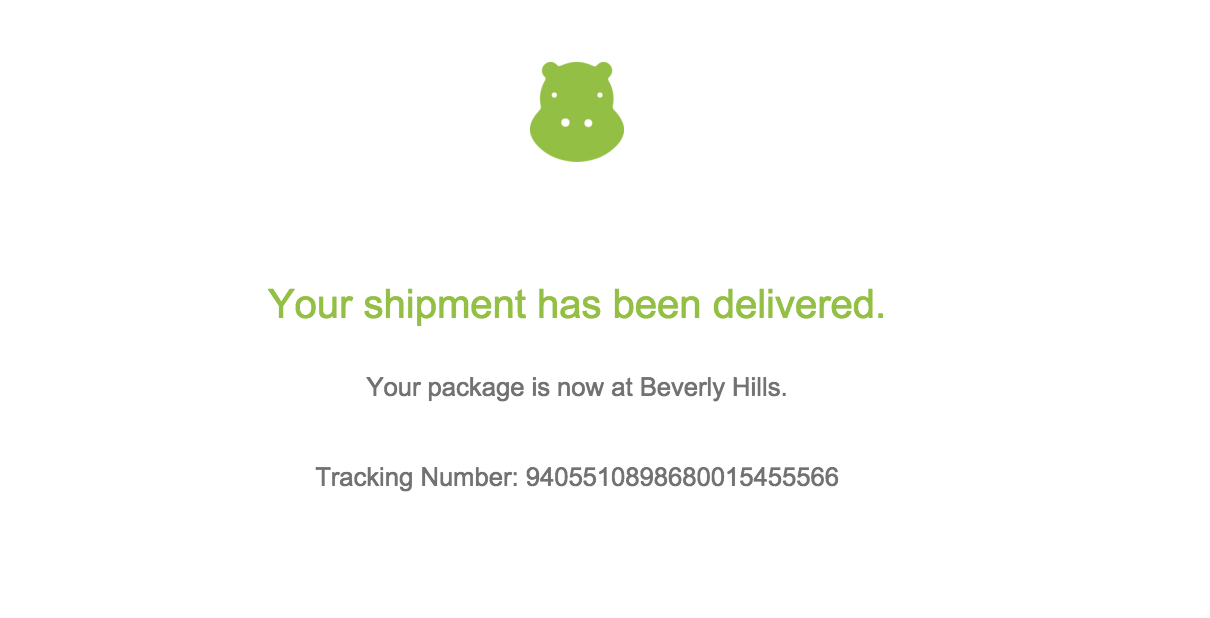 Your shipment has been delivered.
Your package is now at Beverly Hills.
Tracking Number: 9405510898680015455566